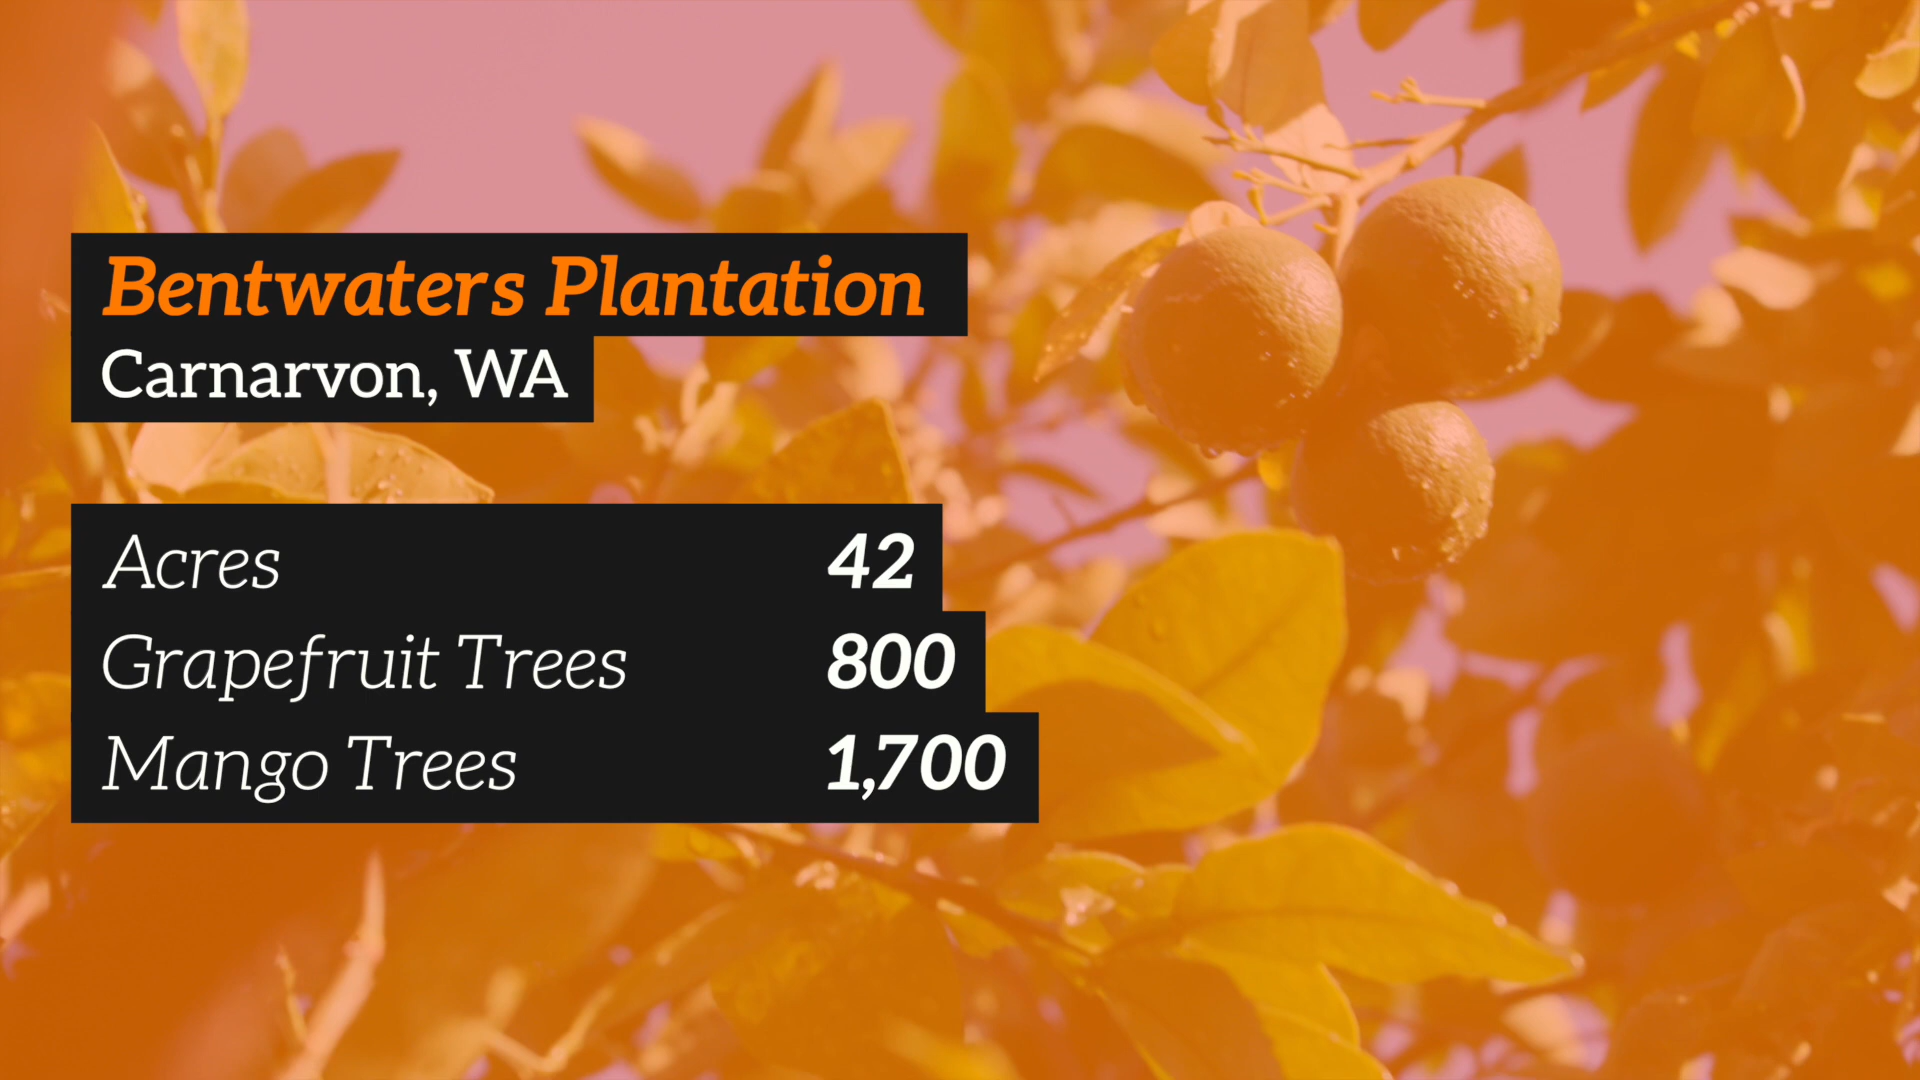 Bentwaters Plantation
Carnarvon, WA
Acres 42
Grapefruit Trees 800
Mango Trees 1,700